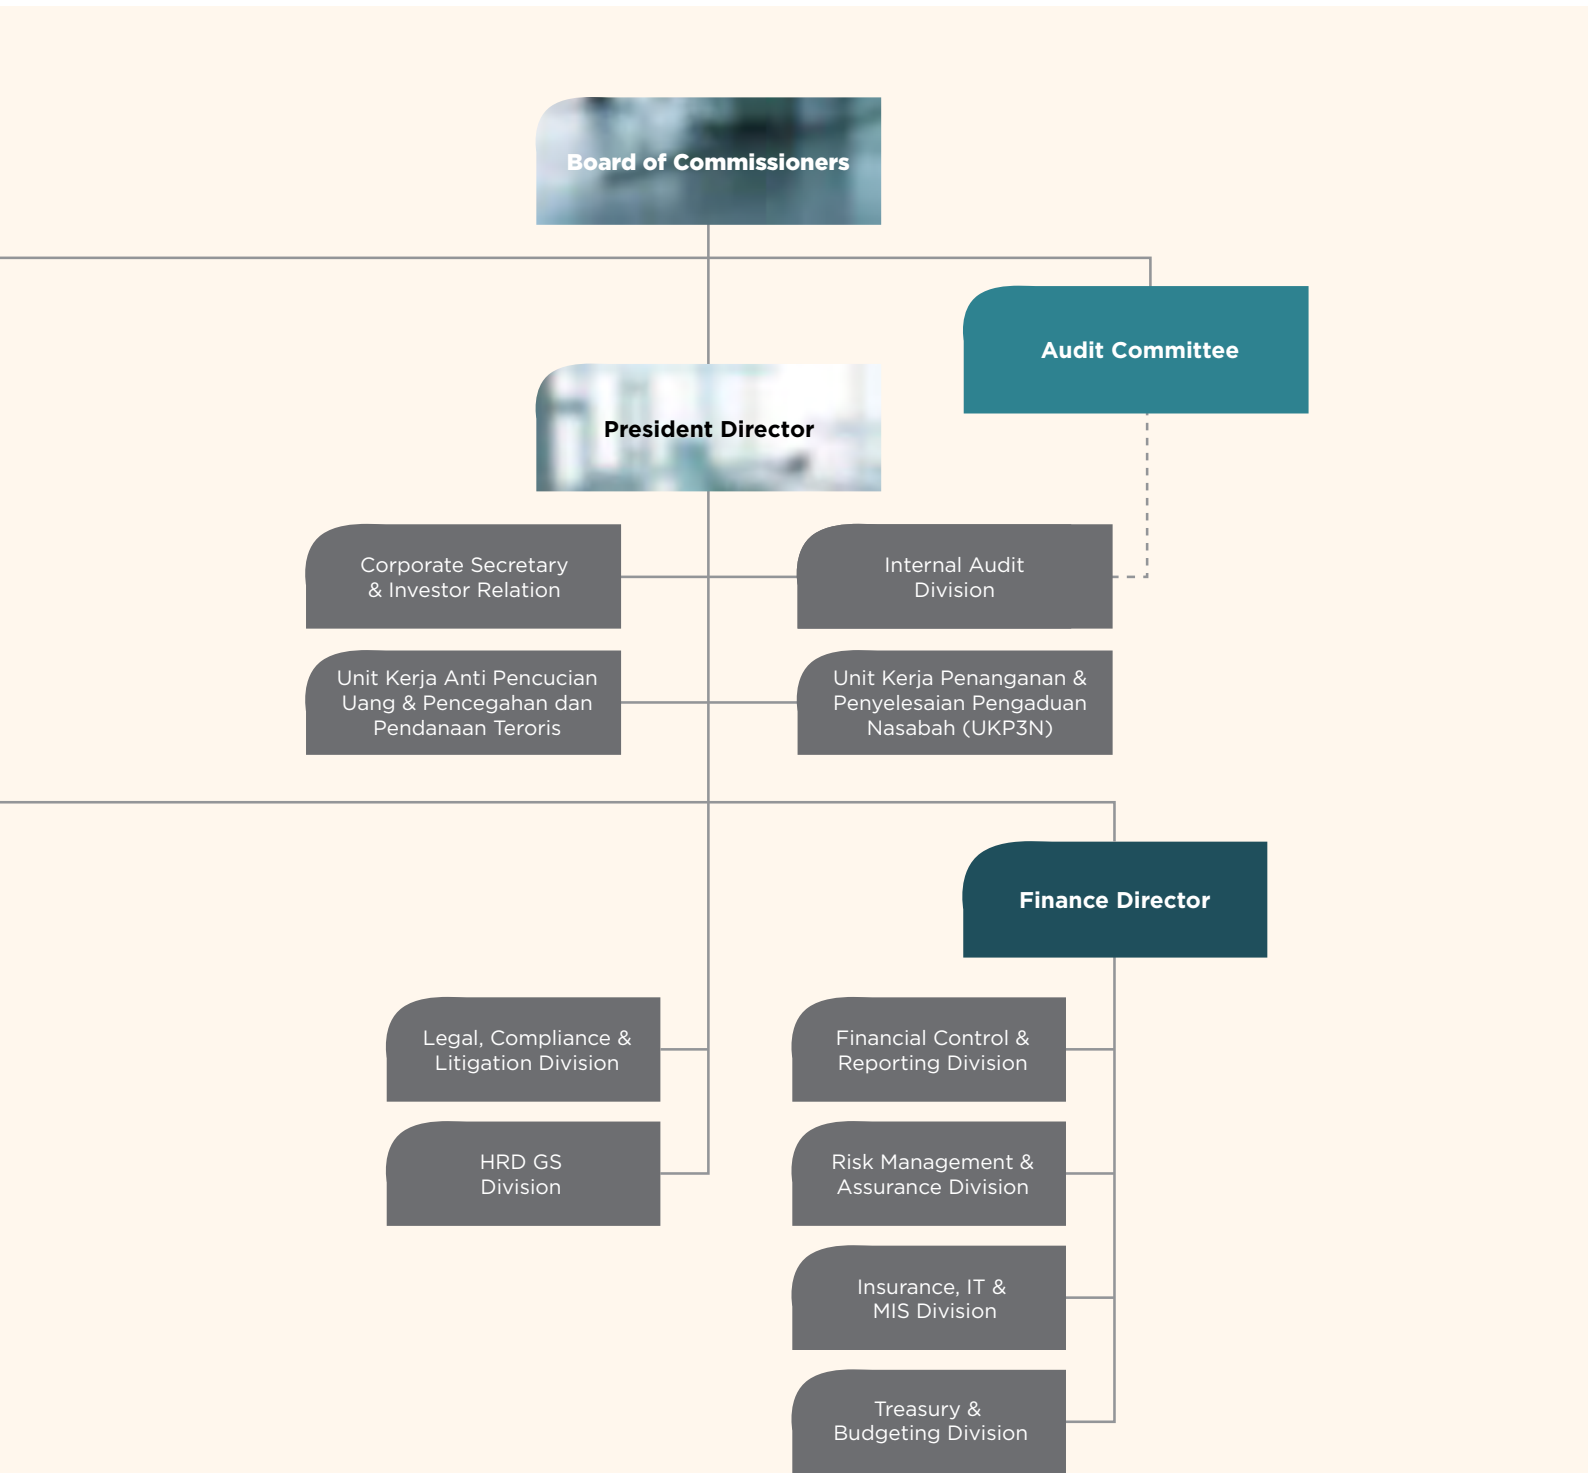 Board of Commissioners
Audit Committee
President Director
Corporate Secretary
& Investor Relation
Internal Audit
Division
Unit Kerja Anti Pencucian
Uang & Pencegahan dan
Pendanaan Teroris
Unit Kerja Penanganan &
Penyelesaian Pengaduan
Nasabah (UKP3N)
Finance Director
Legal, Compliance &
Litigation Division
Financial Control &
Reporting Division
HRD GS
Division
Risk Management &
Assurance Division
Insurance, IT &
MIS Division
Treasury &
Budgeting Division